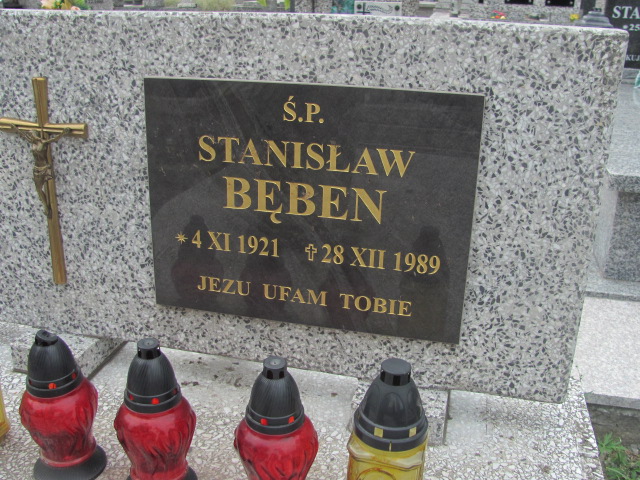 Ś.P.
STANISŁAW
BĘBEN
* 4 XI 1921 ✝ 28 XII 1989
JEZU UFAM TOBIE